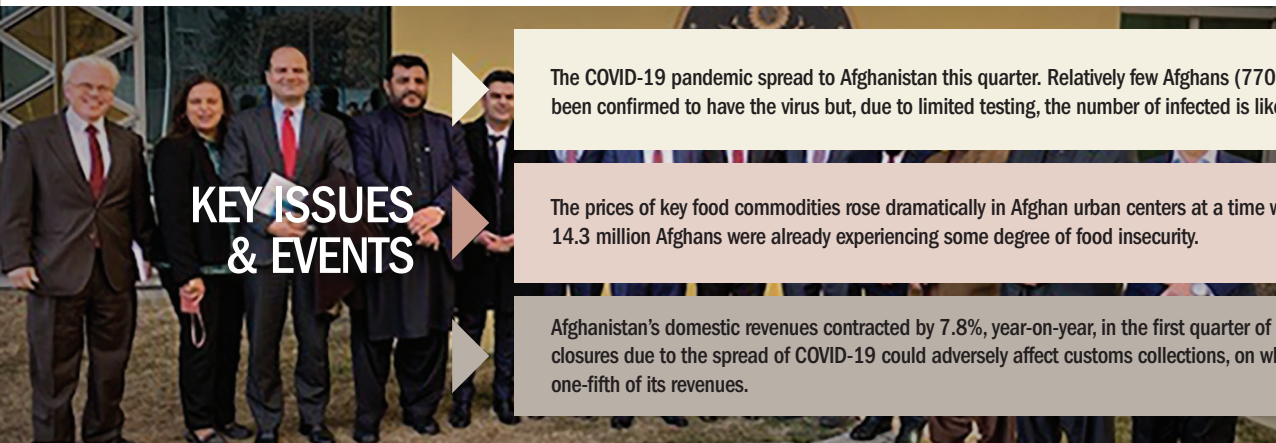 KEY ISSUES
& EVENTS
The COVID-19 pandemic spread to Afghanistan this quarter. Relatively few Afghans (770
been confirmed to have the virus but, due to limited testing, the number of infected is
The prices of key food commodities rose dramatically in Afghan urban centers at a time
14.3 million Afghans were already experiencing some degree of food insecurity.
Afghanistan’s domestic revenues contracted by 7.8%, year-on-year, in the first quarter of
closures due to the spread of COVID-19 could adversely affect customs collections, on
one-fifth of its revenues.